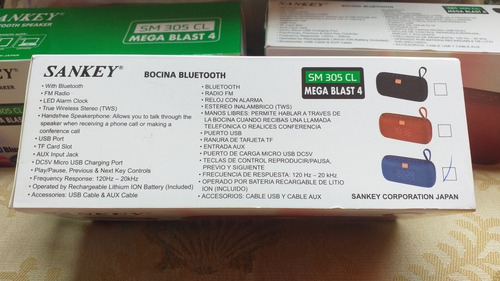 ANKEY®
TOOTH SPEAKER
SM 305 CL
MEGA BLAST 4
SM 305 CL
MEGA BLAST 4
SANKEY®
BOCINA BLUETOOTH
SM 305 CL
MEGA BLAST 4
• With Bluetooth
• FM Radio
• LED Alarm Clock
• True Wireless Stereo (TWS)
• Handsfree Speakerphone: Allows you to talk through the
speaker when receiving a phone call or making a
conference call
• USB Port
• TF Card Slot
• AUX Input Jack
• DC5V Micro USB Charging Port
• Play/Pause, Previous & Next Key Controls
• Frequency Response: 120Hz – 20kHz
• Operated by Rechargeable Lithium ION Battery (Included)
• Accessories: USB Cable & AUX Cable
• BLUETOOTH
• RADIO FM
• RELOJ CON ALARMA
• ESTEREO INALAMBRICO (TWS)
• MANOS LIBRES: PERMITE HABLAR A TRAVES DE
LA BOCINA CUANDO RECIBAS UNA LLAMADA
TELEFONICA O REALICES CONFERENCIA
• PUERTO USB
• RANURA DE TARJETA TF
• ENTRADA AUX
• PUERTO DE CARGA MICRO USB DC5V
• TECLAS DE CONTROL REPRODUCIR/PAUSA,
PREVIO Y SIGUIENTE
• FRECUENCIA DE RESPUESTA: 120 Hz – 20 kHz
• OPERADO POR BATERIA RECARGABLE DE LITIO
ION (INCLUIDO)
• ACCESORIOS: CABLE USB Y CABLE AUX
SANKEY CORPORATION JAPAN